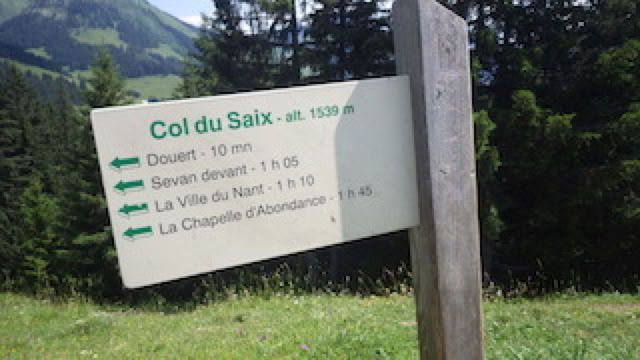 Col du Saix - alt. 1539 m
Douert - 10 mn
Sevan devant - 1 h 05
La Ville du Nant - 1 h 10
La Chapelle d'Abondance - 1 h 45